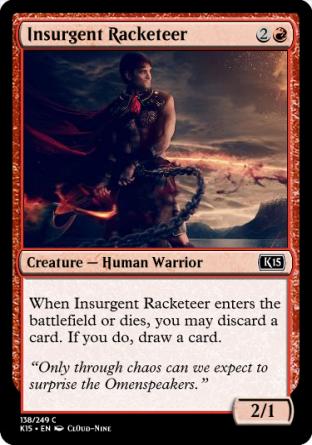 Insurgent Racketeer 2
Creature — Human Warrior K15
When Insurgent Racketeer enters the
battlefield or dies, you may discard a
card. If you do, draw a card.
“Only through chaos can we expect to
surprise the Omenspeakers.”
2/1
138/249 C
K15 • EN CLOUD-NINE